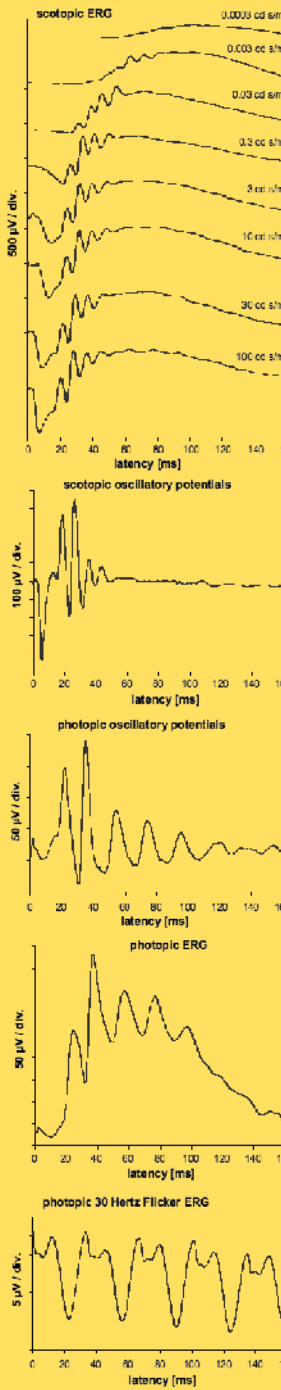 scotopic ERG
0.0003 cd s/m
0.003 cd s/m
0.03 cd s/m
0.3 cd s/m
3 cd s/m
10 cd s/m
30 cd s/m
100 cd s/m
500 µV / div.
0 20 40 60 80 100 120 140
latency [ms]
scotopic oscillatory potentials
100 µV / div.
0 20 40 60 80 100 120 140 16
latency [ms]
photopic oscillatory potentials
50 µV / div.
0 20 40 60 80 100 120 140 16
latency [ms]
photopic ERG
50 µV / div.
0 20 40 60 80 100 120 140 16
latency [ms]
photopic 30 Hertz Flicker ERG
5 µV / div.
0 20 40 60 80 100 120 140 16
latency [ms]